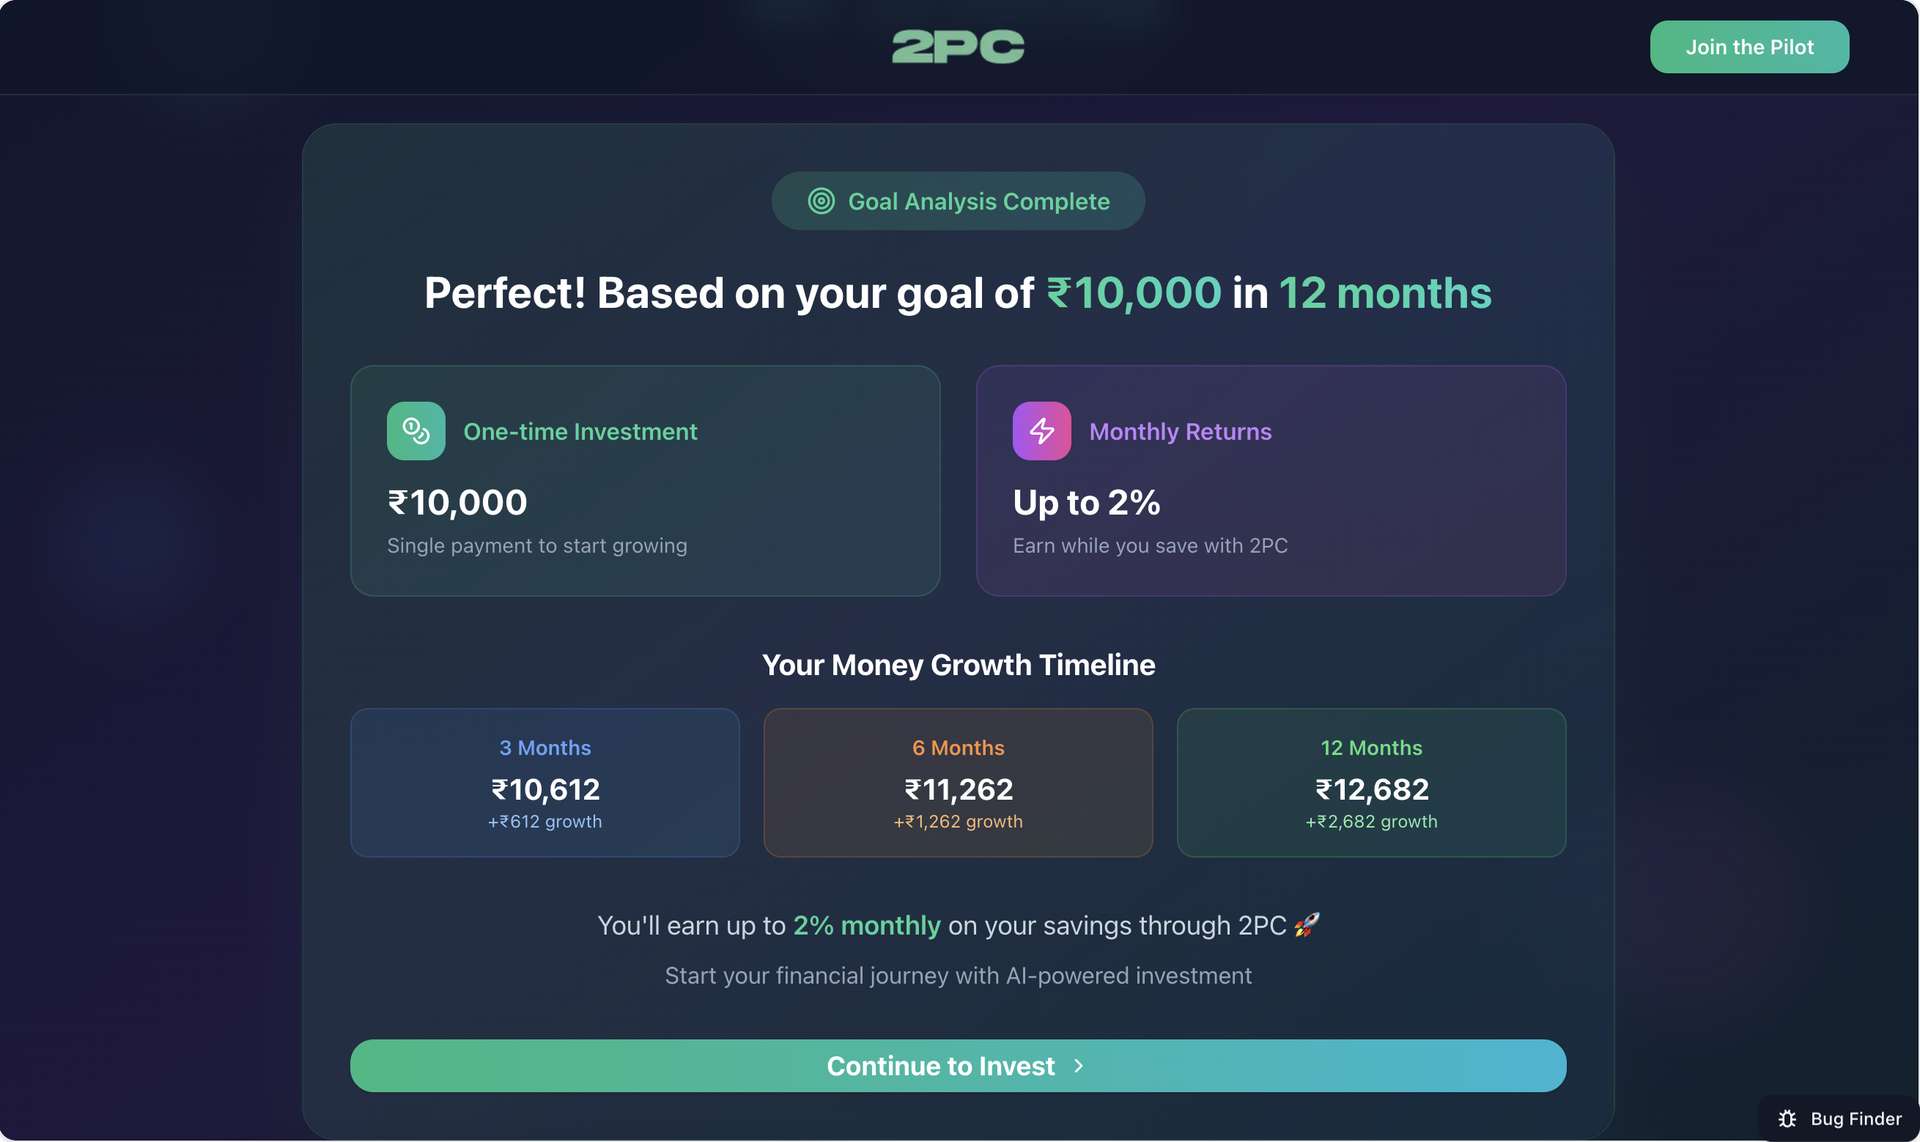 2PC
Join the Pilot
Goal Analysis Complete
Perfect! Based on your goal of ₹10,000 in 12 months
One-time Investment
₹10,000
Single payment to start growing
Monthly Returns
Up to 2%
Earn while you save with 2PC
Your Money Growth Timeline
3 Months
₹10,612
+₹612 growth
6 Months
₹11,262
+₹1,262 growth
12 Months
₹12,682
+₹2,682 growth
You'll earn up to 2% monthly on your savings through 2PC 🚀
Start your financial journey with AI-powered investment
Continue to Invest
Bug Finder